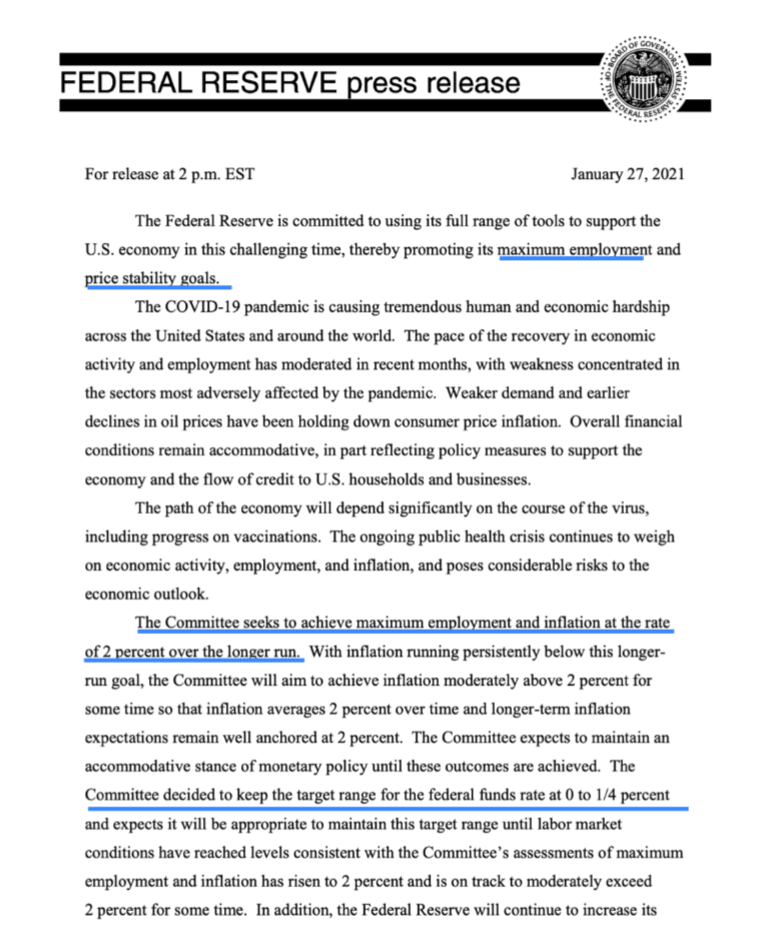 FEDERAL RESERVE press release
BOARD OF GOVERNORS OF THE FEDERAL RESERVE SYSTEM
For release at 2 p.m. EST January 27, 2021
The Federal Reserve is committed to using its full range of tools to support the
U.S. economy in this challenging time, thereby promoting its maximum employment and
price stability goals.
The COVID-19 pandemic is causing tremendous human and economic hardship
across the United States and around the world.  The pace of the recovery in economic
activity and employment has moderated in recent months, with weakness concentrated in
the sectors most adversely affected by the pandemic.  Weaker demand and earlier
declines in oil prices have been holding down consumer price inflation.  Overall financial
conditions remain accommodative, in part reflecting policy measures to support the
economy and the flow of credit to U.S. households and businesses.
The path of the economy will depend significantly on the course of the virus,
including progress on vaccinations.  The ongoing public health crisis continues to weigh
on economic activity, employment, and inflation, and poses considerable risks to the
economic outlook.
The Committee seeks to achieve maximum employment and inflation at the rate
of 2 percent over the longer run.  With inflation running persistently below this longer-
run goal, the Committee will aim to achieve inflation moderately above 2 percent for
some time so that inflation averages 2 percent over time and longer-term inflation
expectations remain well anchored at 2 percent.  The Committee expects to maintain an
accommodative stance of monetary policy until these outcomes are achieved.  The
Committee decided to keep the target range for the federal funds rate at 0 to 1/4 percent
and expects it will be appropriate to maintain this target range until labor market
conditions have reached levels consistent with the Committee’s assessments of maximum
employment and inflation has risen to 2 percent and is on track to moderately exceed
2 percent for some time.  In addition, the Federal Reserve will continue to increase its